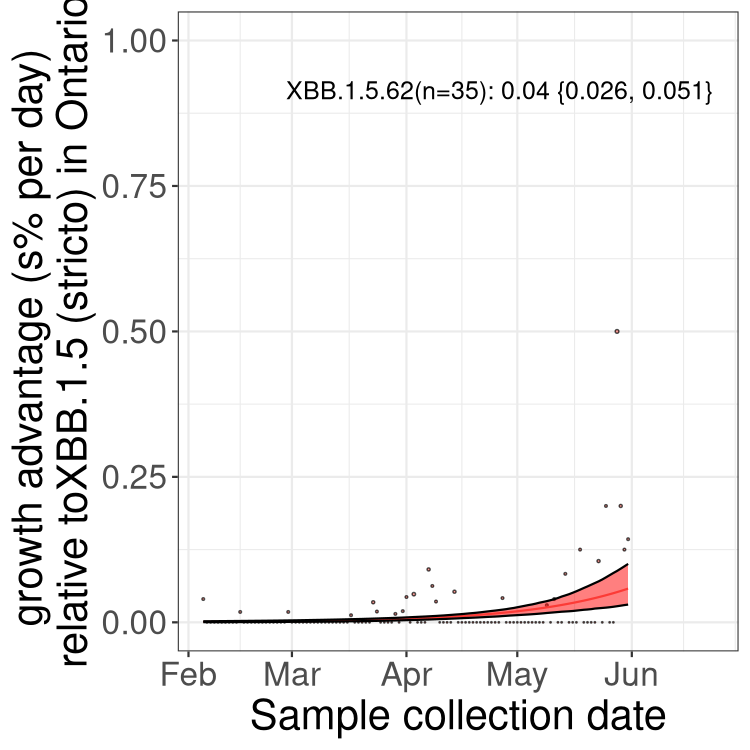 growth advantage (s% per day)
relative toXBB.1.5 (stricto) in Ontario
1.00
XBB.1.5.62(n=35): 0.04 {0.026, 0.051}
0.75
0.50
0.25
0.00
Feb Mar Apr May Jun
Sample collection date